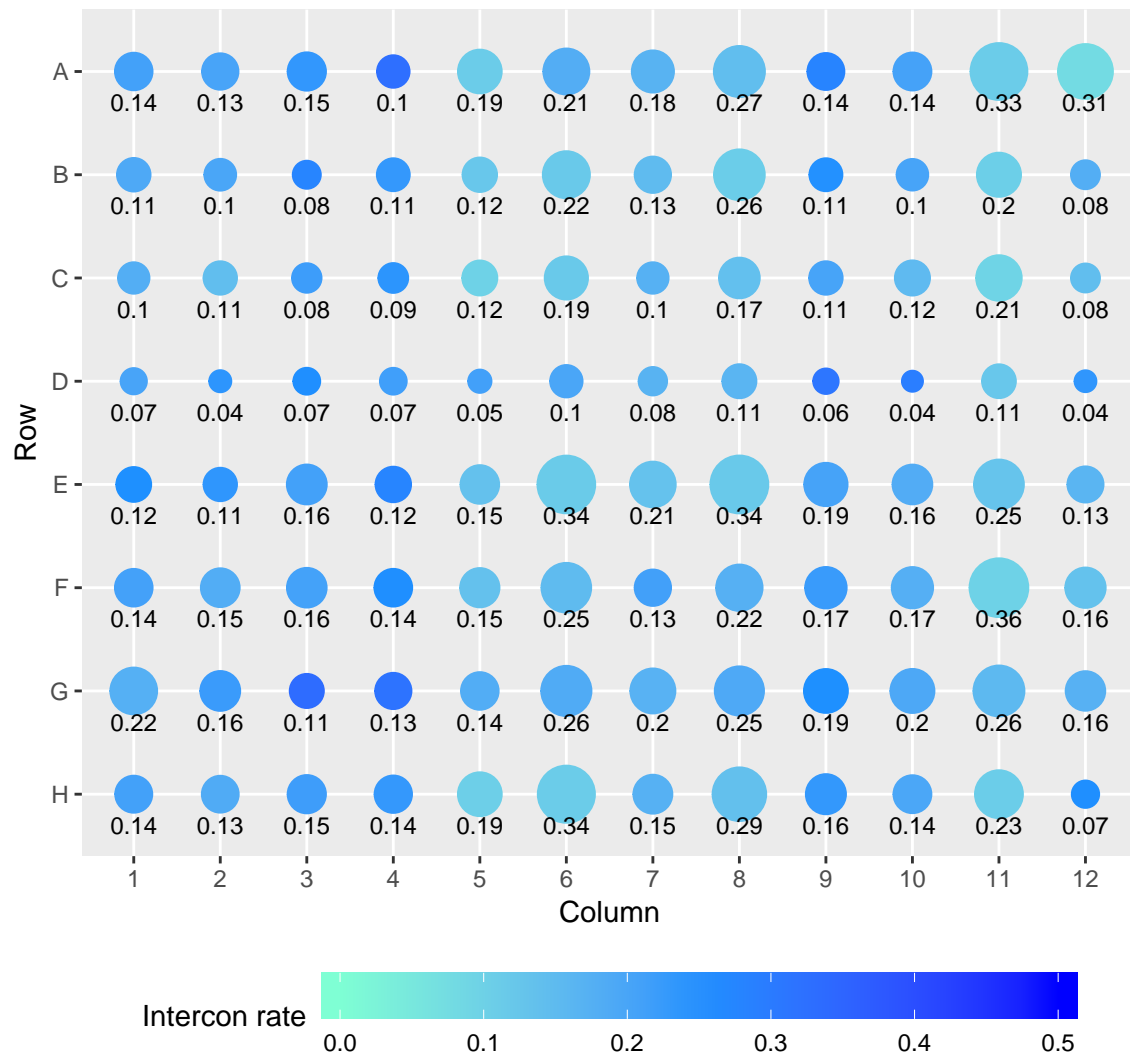 A
0.14 0.13 0.15 0.1 0.19 0.21 0.18 0.27 0.14 0.14 0.33 0.31
B
0.11 0.1 0.08 0.11 0.12 0.22 0.13 0.26 0.11 0.1 0.2 0.08
C
0.1 0.11 0.08 0.09 0.12 0.19 0.1 0.17 0.11 0.12 0.21 0.08
D
0.07 0.04 0.07 0.07 0.05 0.1 0.08 0.11 0.06 0.04 0.11 0.04
Row
E
0.12 0.11 0.16 0.12 0.15 0.34 0.21 0.34 0.19 0.16 0.25 0.13
F
0.14 0.15 0.16 0.14 0.15 0.25 0.13 0.22 0.17 0.17 0.36 0.16
G
0.22 0.16 0.11 0.13 0.14 0.26 0.2 0.25 0.19 0.2 0.26 0.16
H
0.14 0.13 0.15 0.14 0.19 0.34 0.15 0.29 0.16 0.14 0.23 0.07
1 2 3 4 5 6 7 8 9 10 11 12
Column
Intercon rate
0.0 0.1 0.2 0.3 0.4 0.5